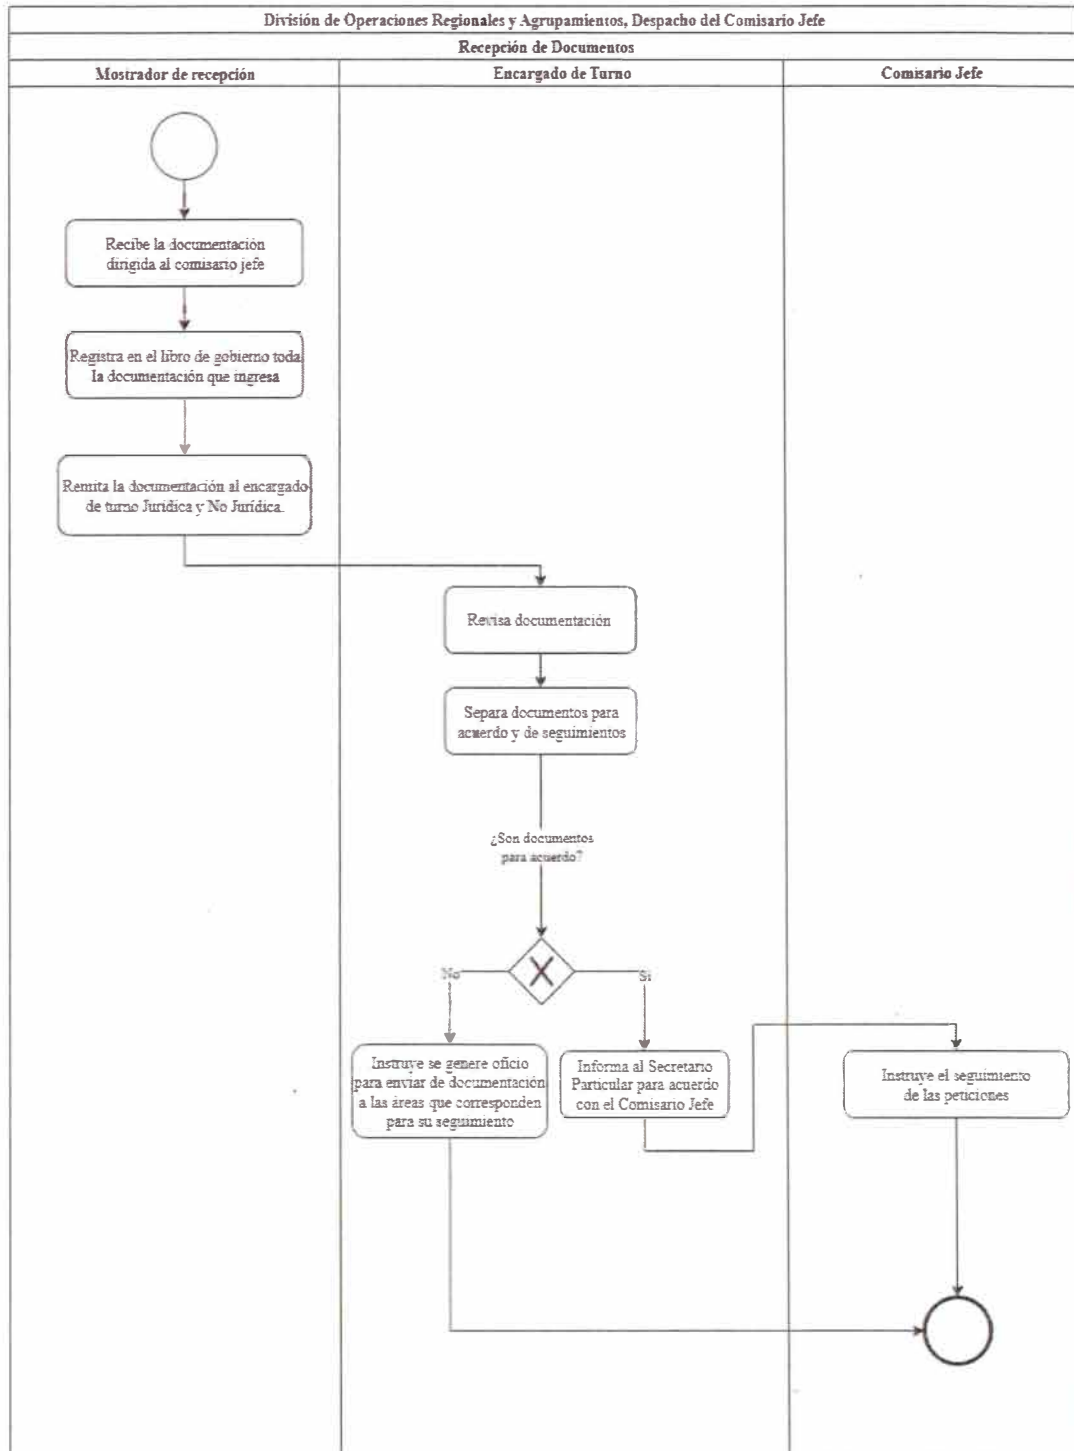 División de Operaciones Regionales y Agrupamientos, Despacho del Comisario Jefe
Recepción de Documentos
Mostrador de recepción
Encargado de Turno
Comisario Jefe
Recibe la documentación
dirigida al comisario jefe
Registra en el libro de gobierno toda
la documentación que ingresa
Remita la documentación al encargado
de turno Jurídica y No Jurídica.
Revisa documentación
Separa documentos para
acuerdo y de seguimientos
¿Son documentos
para acuerdo?
No
Si
Instruye se genere oficio
para enviar de documentación
a las áreas que corresponden
para su seguimiento
Informa al Secretario
Particular para acuerdo
con el Comisario Jefe
Instruye el seguimiento
de las peticiones